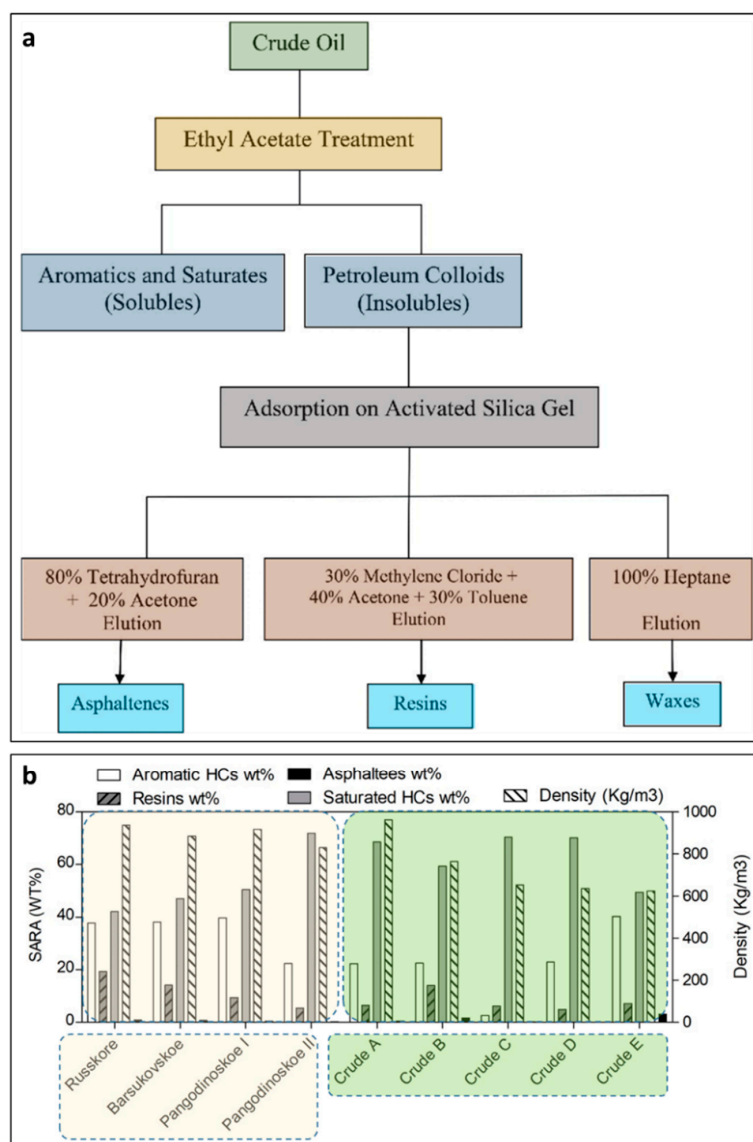 a
Crude Oil
Ethyl Acetate Treatment
Aromatics and Saturates
(Solubles)
Petroleum Colloids
(Insolubles)
Adsorption on Activated Silica Gel
80% Tetrahydrofuran
+ 20% Acetone
Elution
30% Methylene Cloride +
40% Acetone + 30% Toluene
Elution
100% Heptane
Elution
Asphaltenes
Resins
Waxes
b
Aromatic HCs wt%
Asphaltees wt%
Resins wt%
Saturated HCs wt%
Density (Kg/m3)
SARA (WT%)
80
60
40
20
0
1000
800
600
400
200
0
Density (Kg/m3)
Russkore
Barsukovskoe
Pangodinoskoe I
Pangodinoskoe II
Crude A
Crude B
Crude C
Crude D
Crude E